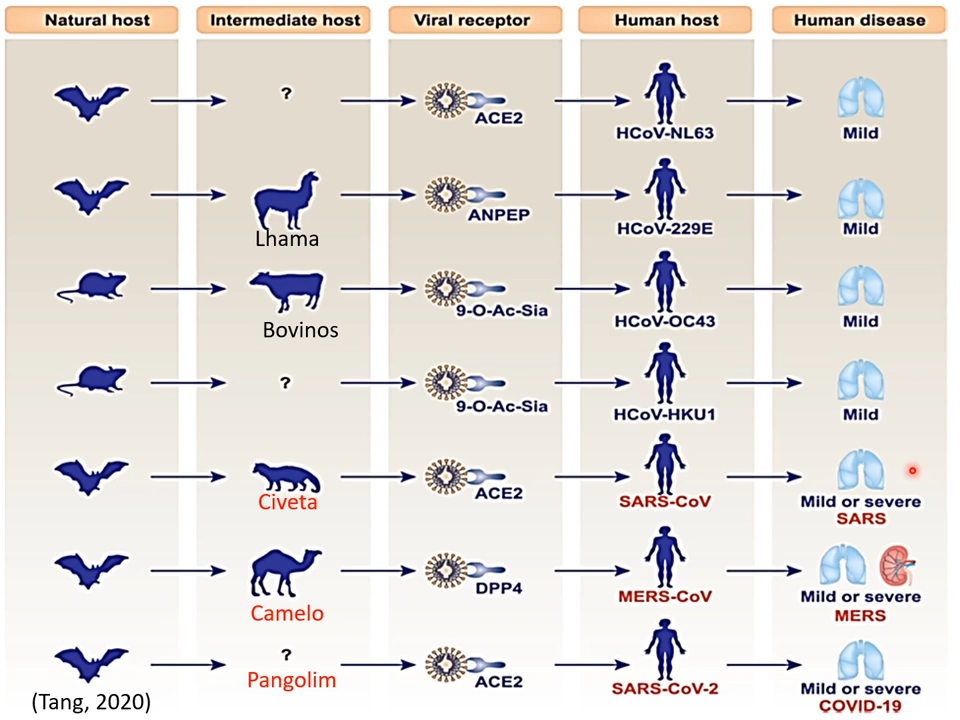 Natural host
Intermediate host
Viral receptor
Human host
Human disease
?
ACE2
HCoV-NL63
Mild
Lhama
ANPEP
HCoV-229E
Mild
Bovinos
9-O-Ac-Sia
HCoV-OC43
Mild
?
9-O-Ac-Sia
HCoV-HKU1
Mild
Civeta
ACE2
SARS-CoV
Mild or severe
SARS
Camelo
DPP4
MERS-CoV
Mild or severe
MERS
?
Pangolim
ACE2
SARS-CoV-2
Mild or severe
COVID-19
(Tang, 2020)